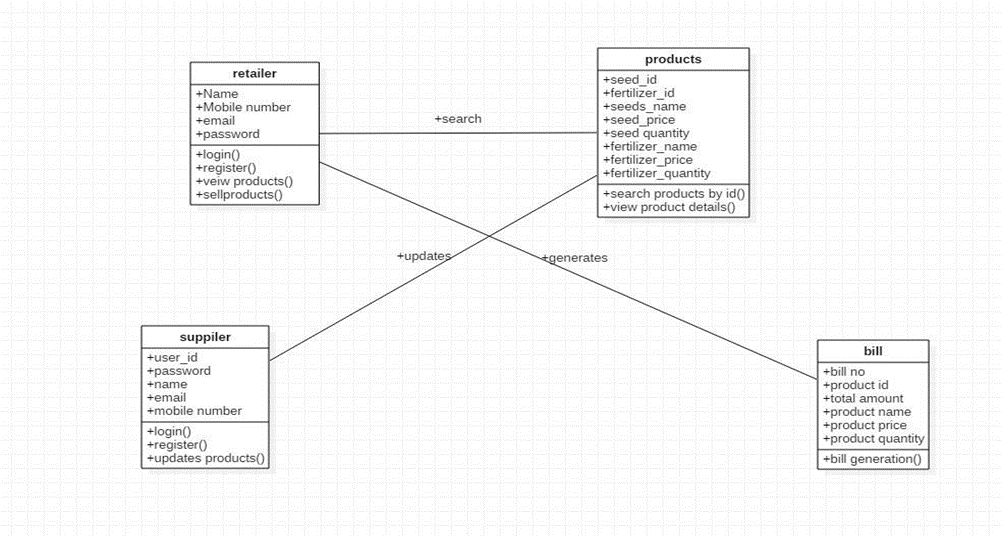 retailer
+Name
+Mobile number
+email
+password
+login()
+register()
+veiw products()
+sellproducts()
+search
products
+seed_id
+fertilizer_id
+seeds_name
+seed_price
+seed quantity
+fertilizer_name
+fertilizer_price
+fertilizer_quantity
+search products by id()
+view product details()
+updates
+generates
suppiler
+user_id
+password
+name
+email
+mobile number
+login()
+register()
+updates products()
bill
+bill no
+product id
+total amount
+product name
+product price
+product quantity
+bill generation()